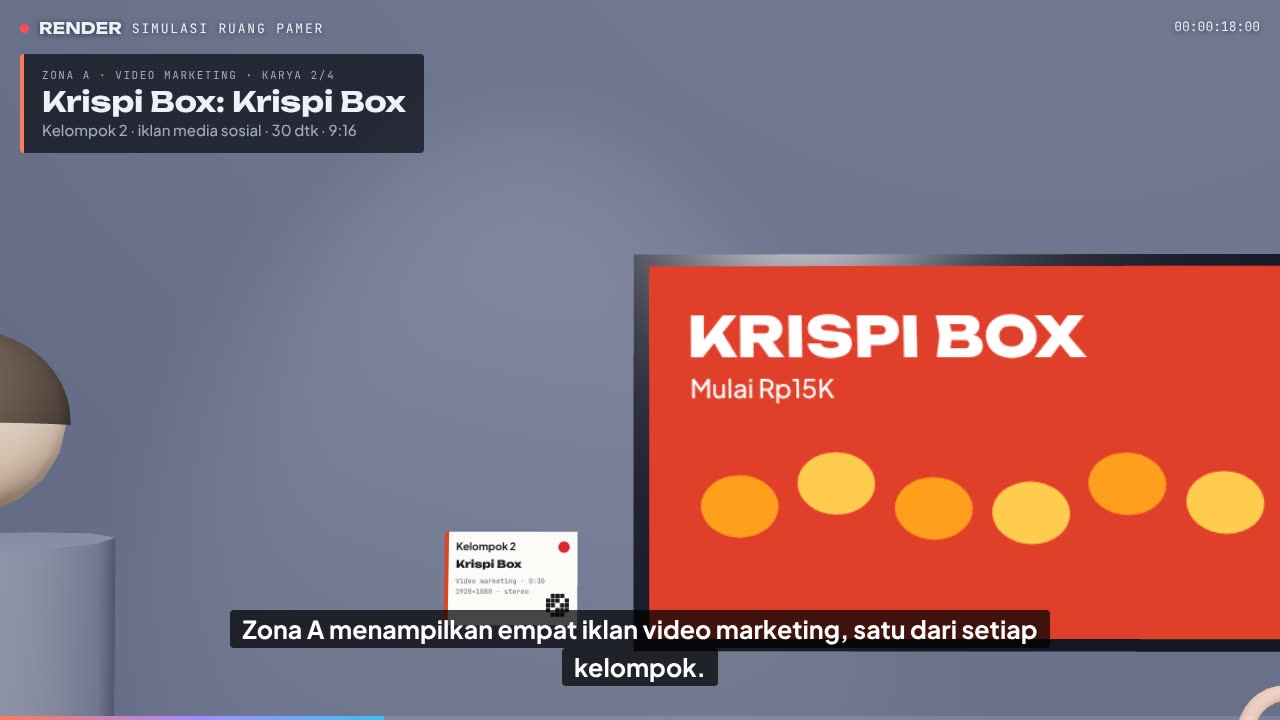 RENDER SIMULASI RUANG PAMER
00:00:18:00
ZONA A · VIDEO MARKETING · KARYA 2/4
Krispi Box: Krispi Box
Kelompok 2 · iklan media sosial · 30 dtk · 9:16
KRISPI BOX
Mulai Rp15K
Kelompok 2
Krispi Box
Video marketing · 0:30
1920×1080 · stereo
Zona A menampilkan empat iklan video marketing, satu dari setiap
kelompok.